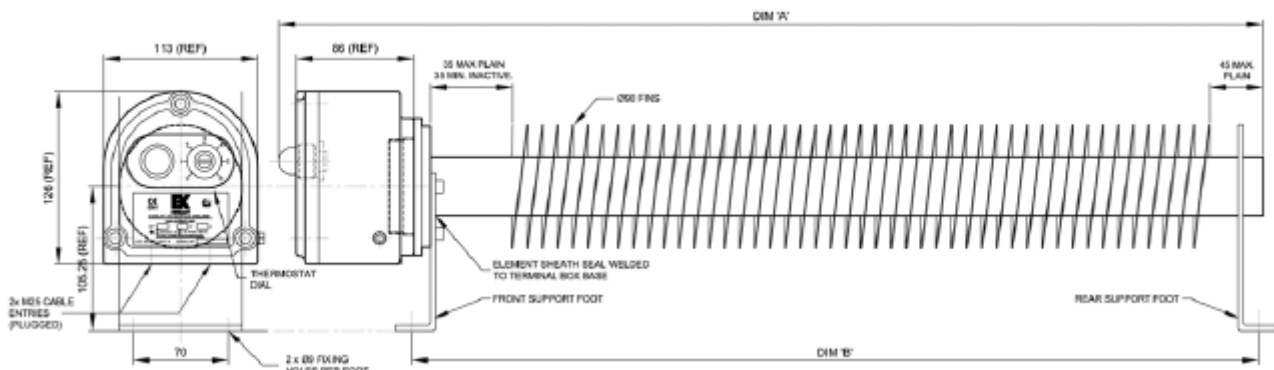 DIM 'A'
113 (REF)
86 (REF)
35 MAX PLAIN
35 MIN. INACTIVE
45 MAX.
PLAIN
Ø90 FINS
126 (REF)
105.25 (REF)
EK
THERMOSTAT
DIAL
ELEMENT SHEATH SEAL WELDED
TO TERMINAL BOX BASE
2x M25 CABLE
ENTRIES
(PLUGGED)
FRONT SUPPORT FOOT
REAR SUPPORT FOOT
70
2 x Ø9 FIXING
DIM 'B'